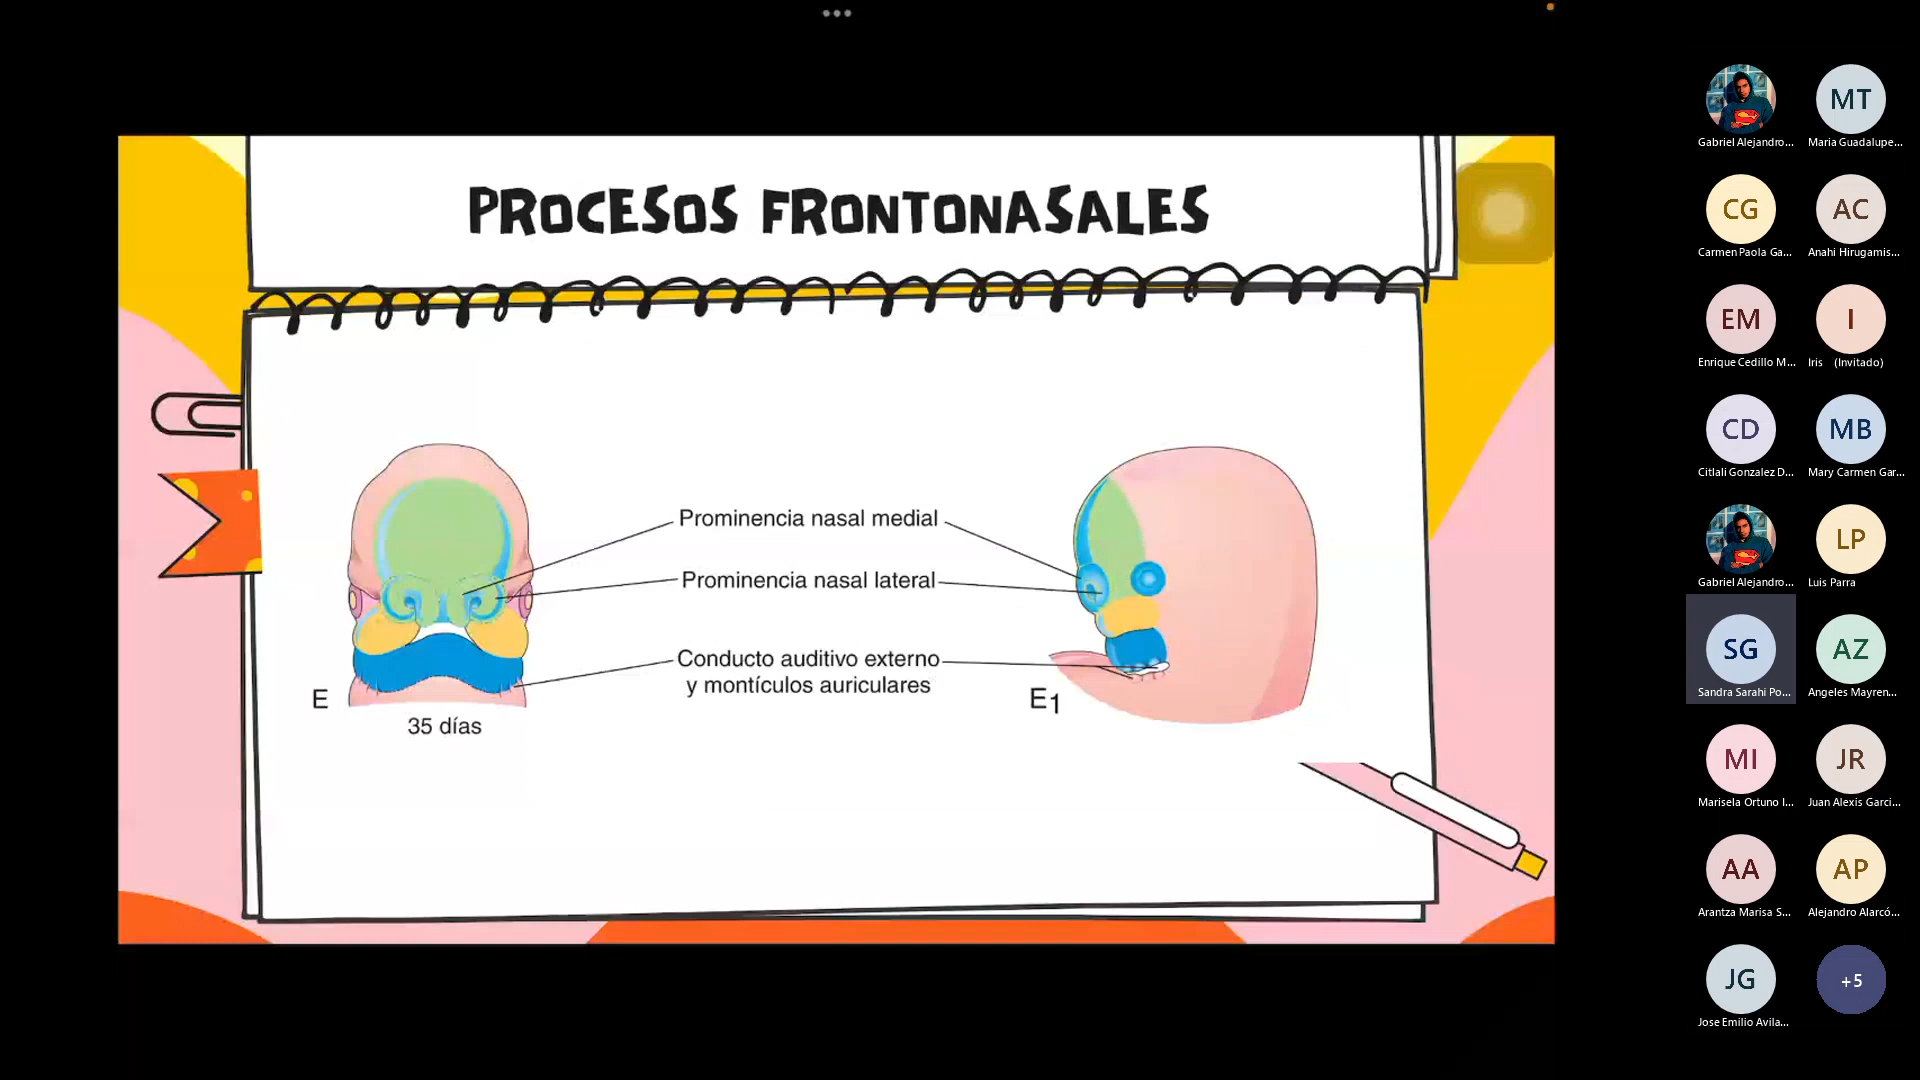 PROCESOS FRONTONASALES
Prominencia nasal medial
Prominencia nasal lateral
Conducto auditivo externo
y montículos auriculares
E
35 días
E1
Gabriel Alejandro...
MT
Maria Guadalupe...
CG
Carmen Paola Ga...
AC
Anahi Hirugamis...
EM
Enrique Cedillo M...
I
Iris (Invitado)
CD
Citlali Gonzalez D...
MB
Mary Carmen Gar...
Gabriel Alejandro...
LP
Luis Parra
SG
Sandra Sarahi Po...
AZ
Angeles Mayren...
MI
Marisela Ortuno I...
JR
Juan Alexis Garci...
AA
Arantza Marisa S...
AP
Alejandro Alarcó...
JG
Jose Emilio Avila...
+5